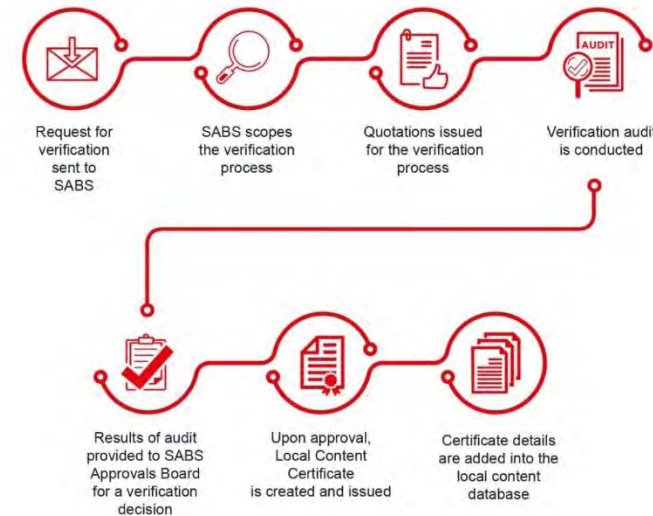 Request for
verification
sent to
SABS
SABS scopes
the verification
process
Quotations issued
for the verification
process
AUDIT
Verification audit
is conducted
Results of audit
provided to SABS
Approvals Board
for a verification
decision
Upon approval,
Local Content
Certificate
is created and issued
Certificate details
are added into the
local content
database